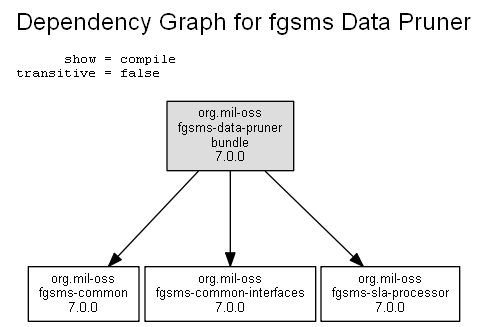 Dependency Graph for fgsms Data Pruner
show = compile
transitive = false
org.mil-oss
fgsms-data-pruner
bundle
7.0.0
org.mil-oss
fgsms-common
7.0.0
org.mil-oss
fgsms-common-interfaces
7.0.0
org.mil-oss
fgsms-sla-processor
7.0.0